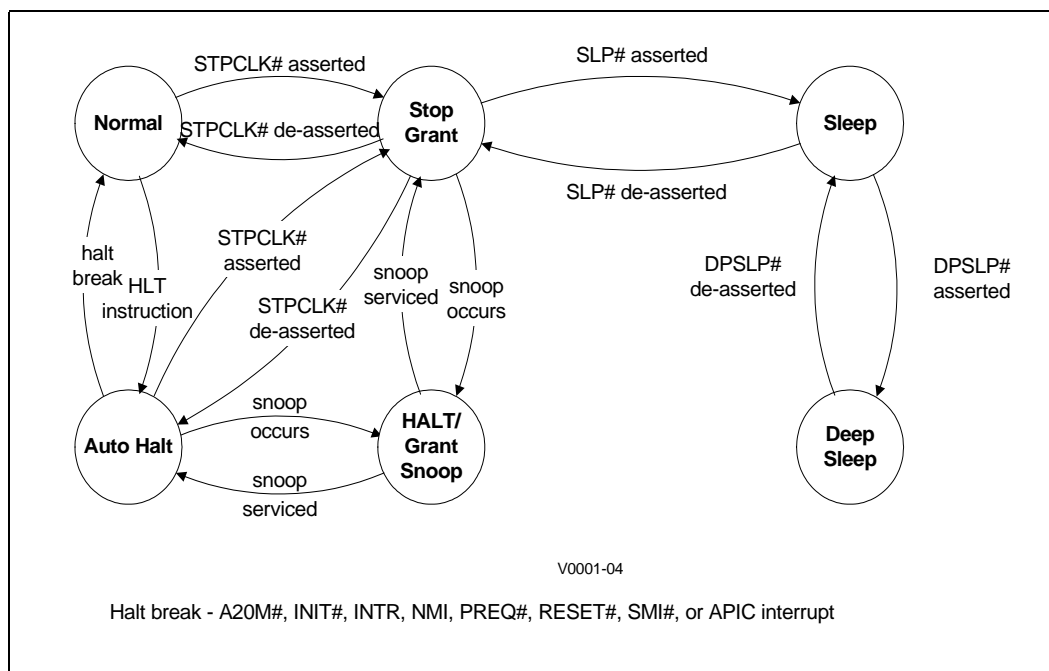 STPCLK# asserted
SLP# asserted
Normal
Stop
Grant
Sleep
STPCLK# de-asserted
SLP# de-asserted
halt
break
HLT
instruction
STPCLK#
asserted
STPCLK#
de-asserted
snoop
serviced
snoop
occurs
DPSLP#
de-asserted
DPSLP#
asserted
Auto Halt
snoop
occurs
HALT/
Grant
Snoop
snoop
serviced
Deep
Sleep
V0001-04
Halt break - A20M#, INIT#, INTR, NMI, PREQ#, RESET#, SMI#, or APIC interrupt